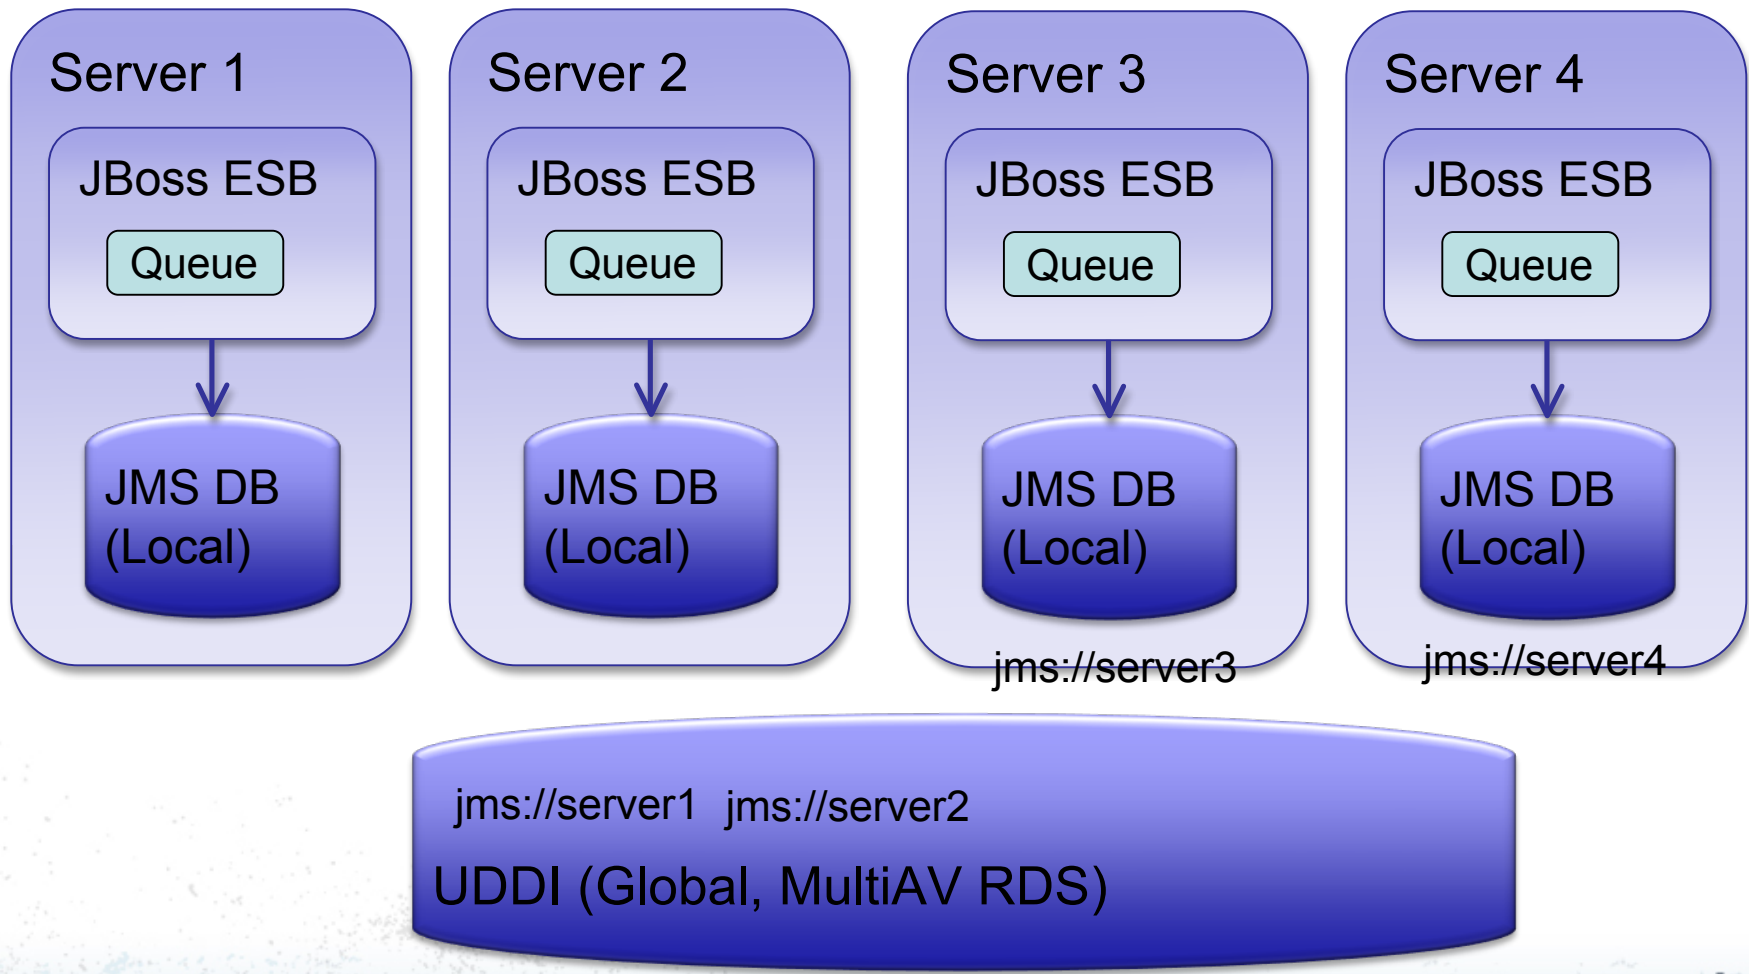 Server 1
JBoss ESB
Queue
JMS DB
(Local)
Server 2
JBoss ESB
Queue
JMS DB
(Local)
Server 3
JBoss ESB
Queue
JMS DB
(Local)
jms://server3
Server 4
JBoss ESB
Queue
JMS DB
(Local)
jms://server4
jms://server1 jms://server2
UDDI (Global, MultiAV RDS)